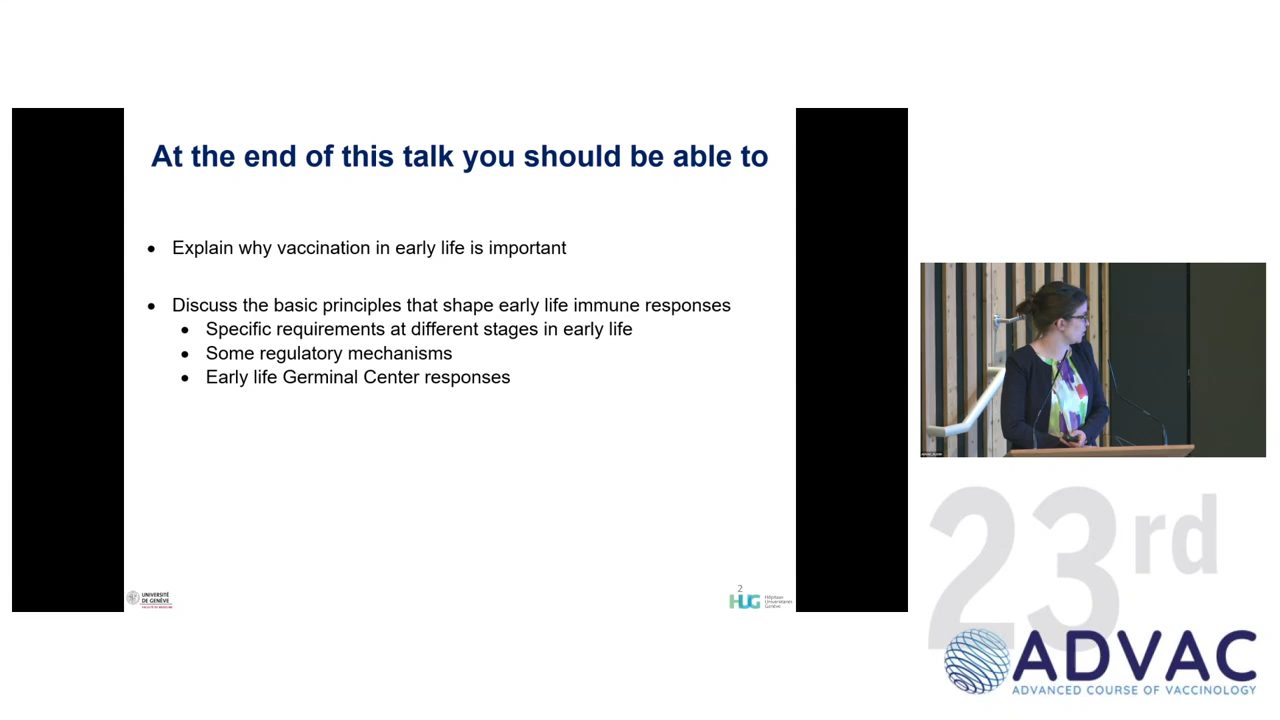 At the end of this talk you should be able to
• Explain why vaccination in early life is important
• Discuss the basic principles that shape early life immune responses
• Specific requirements at different stages in early life
• Some regulatory mechanisms
• Early life Germinal Center responses
UNIVERSITÉ
DE GENÈVE
FACULTÉ DE MÉDECINE
2
HUG
Hôpitaux
Universitaires
Genève
23rd
ADVAC
ADVANCED COURSE OF VACCINOLOGY